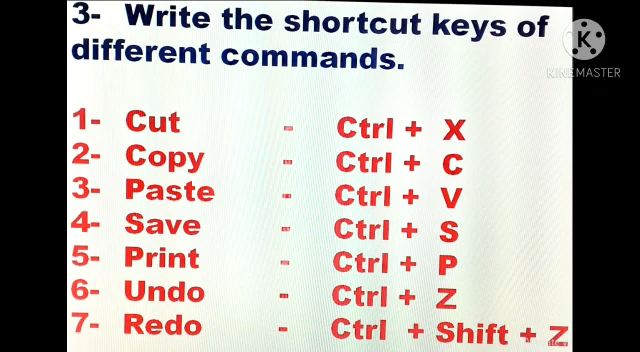 3- Write the shortcut keys of
different commands.
KINEMASTER
1- Cut - Ctrl + X
2- Copy - Ctrl + C
3- Paste - Ctrl + V
4- Save - Ctrl + S
5- Print - Ctrl + P
6- Undo - Ctrl + Z
7- Redo - Ctrl + Shift + Z